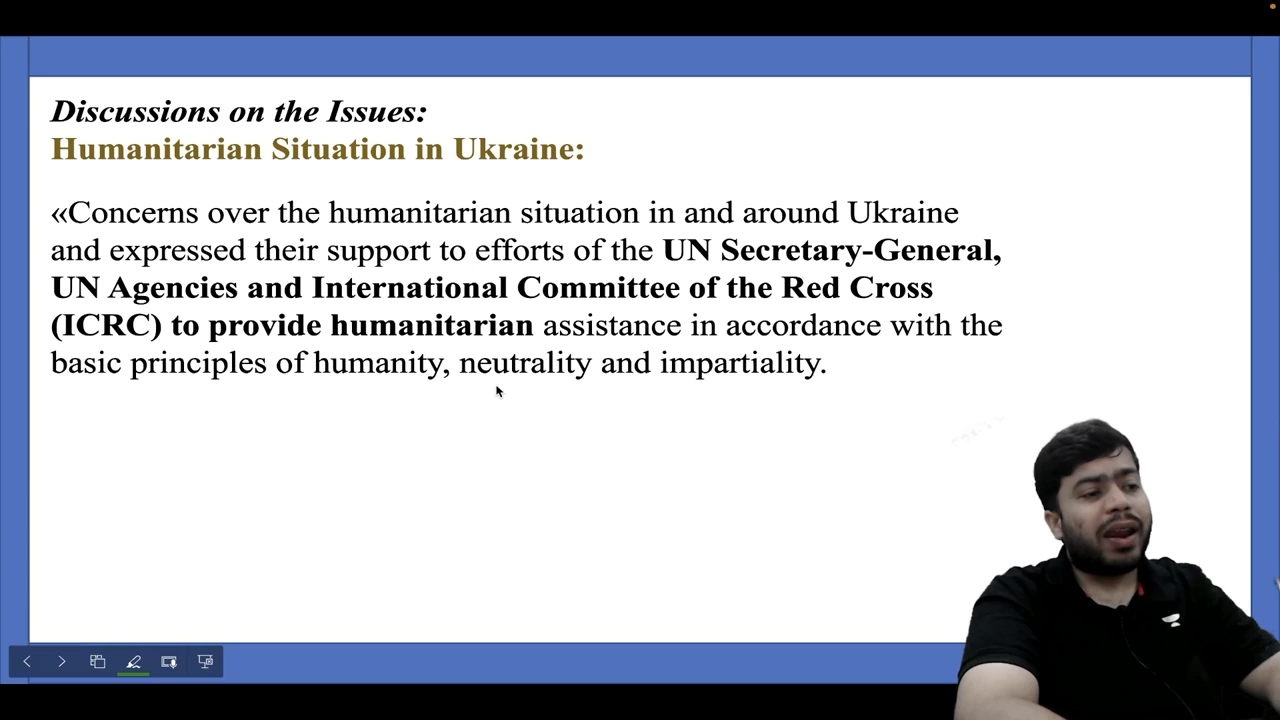 Discussions on the Issues:
Humanitarian Situation in Ukraine:
«Concerns over the humanitarian situation in and around Ukraine
and expressed their support to efforts of the UN Secretary-General,
UN Agencies and International Committee of the Red Cross
(ICRC) to provide humanitarian assistance in accordance with the
basic principles of humanity, neutrality and impartiality.